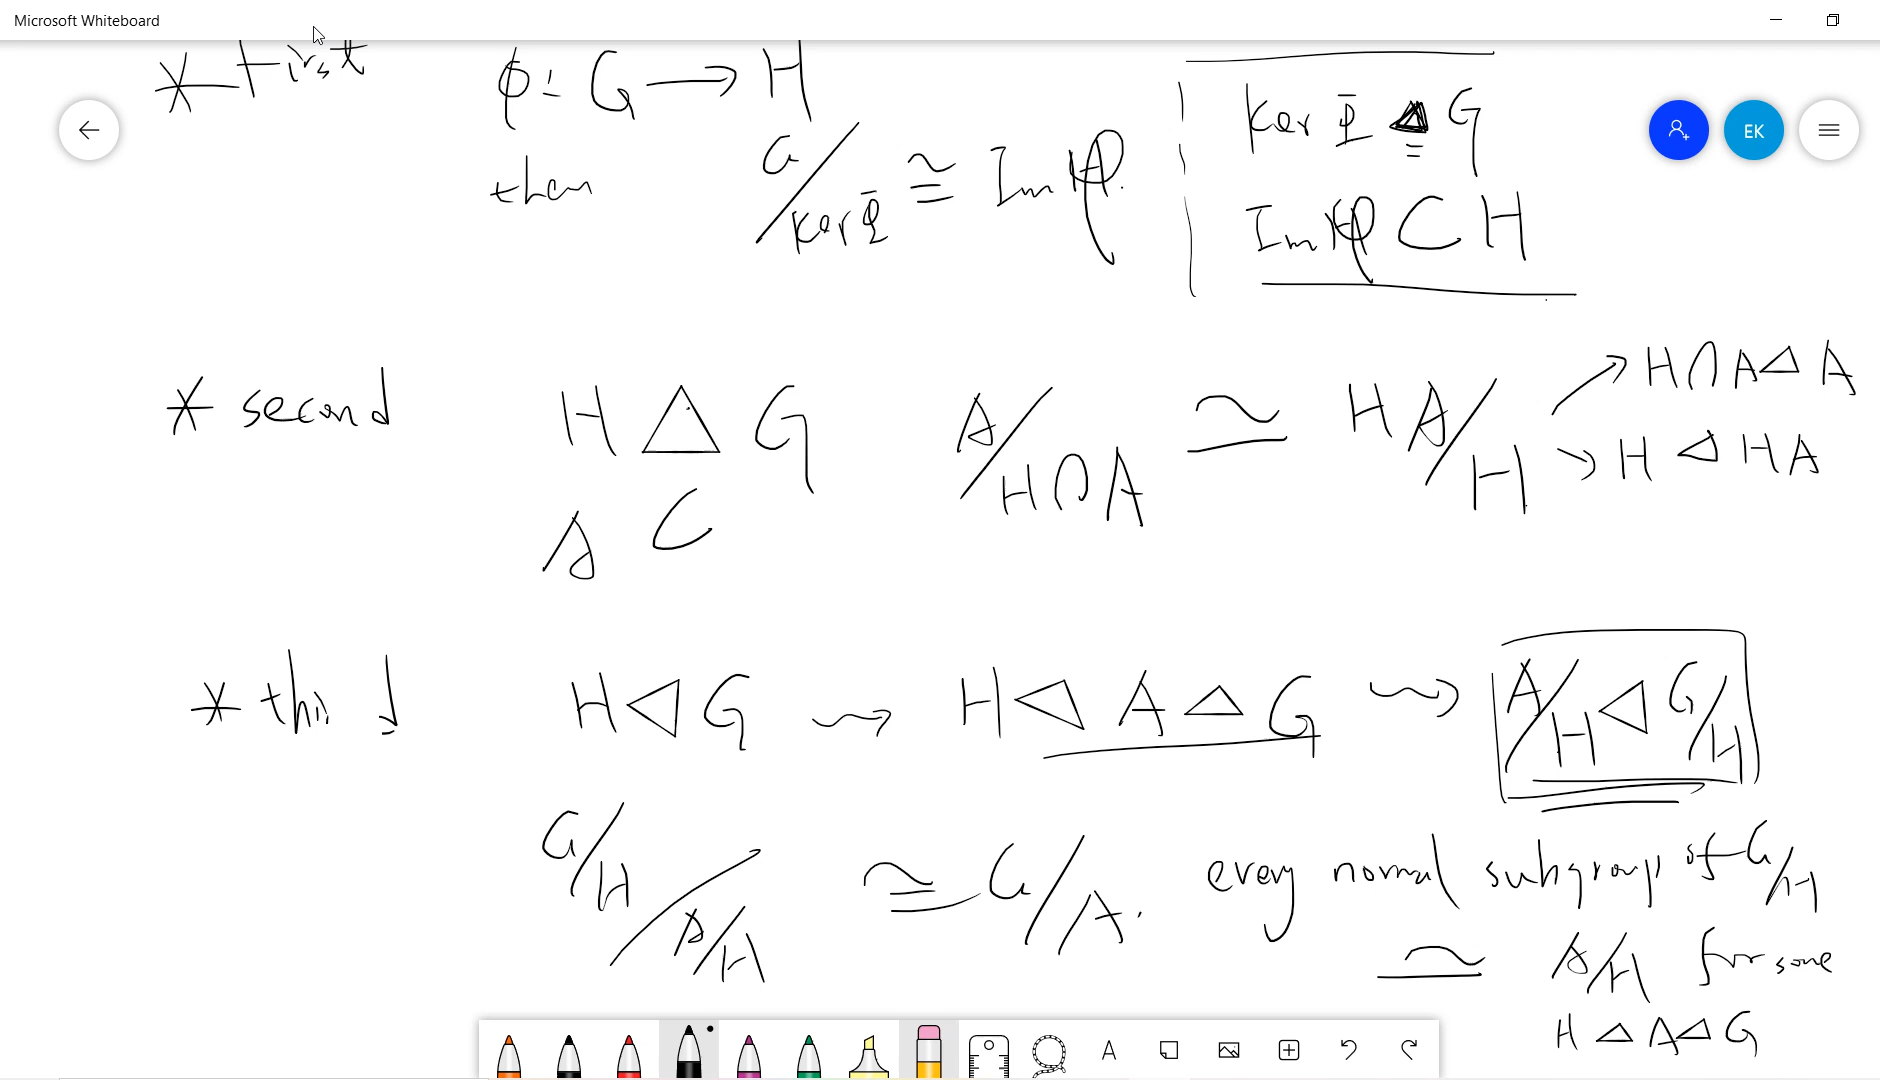 Microsoft Whiteboard
* First φ: G → H
then G/Ker Φ ≅ Im φ.
Ker Φ △ G
Im φ ⊂ H
EK
* second H △ G A/H∩A ≅ HA/H → H∩A △ A
→ H ◁ HA
A ⊂
* third H ◁ G ⇝ H ◁ A △ G ⇝ A/H ◁ G/H
G/H / A/H ≅ G/A. every normal subgroup of G/H
≅ A/H for some
H △ A △ G